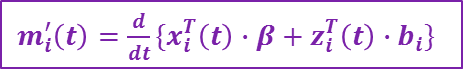 m′ᵢ(t) = d/dt {xᵢᵀ(t) · β + zᵢᵀ(t) · bᵢ}